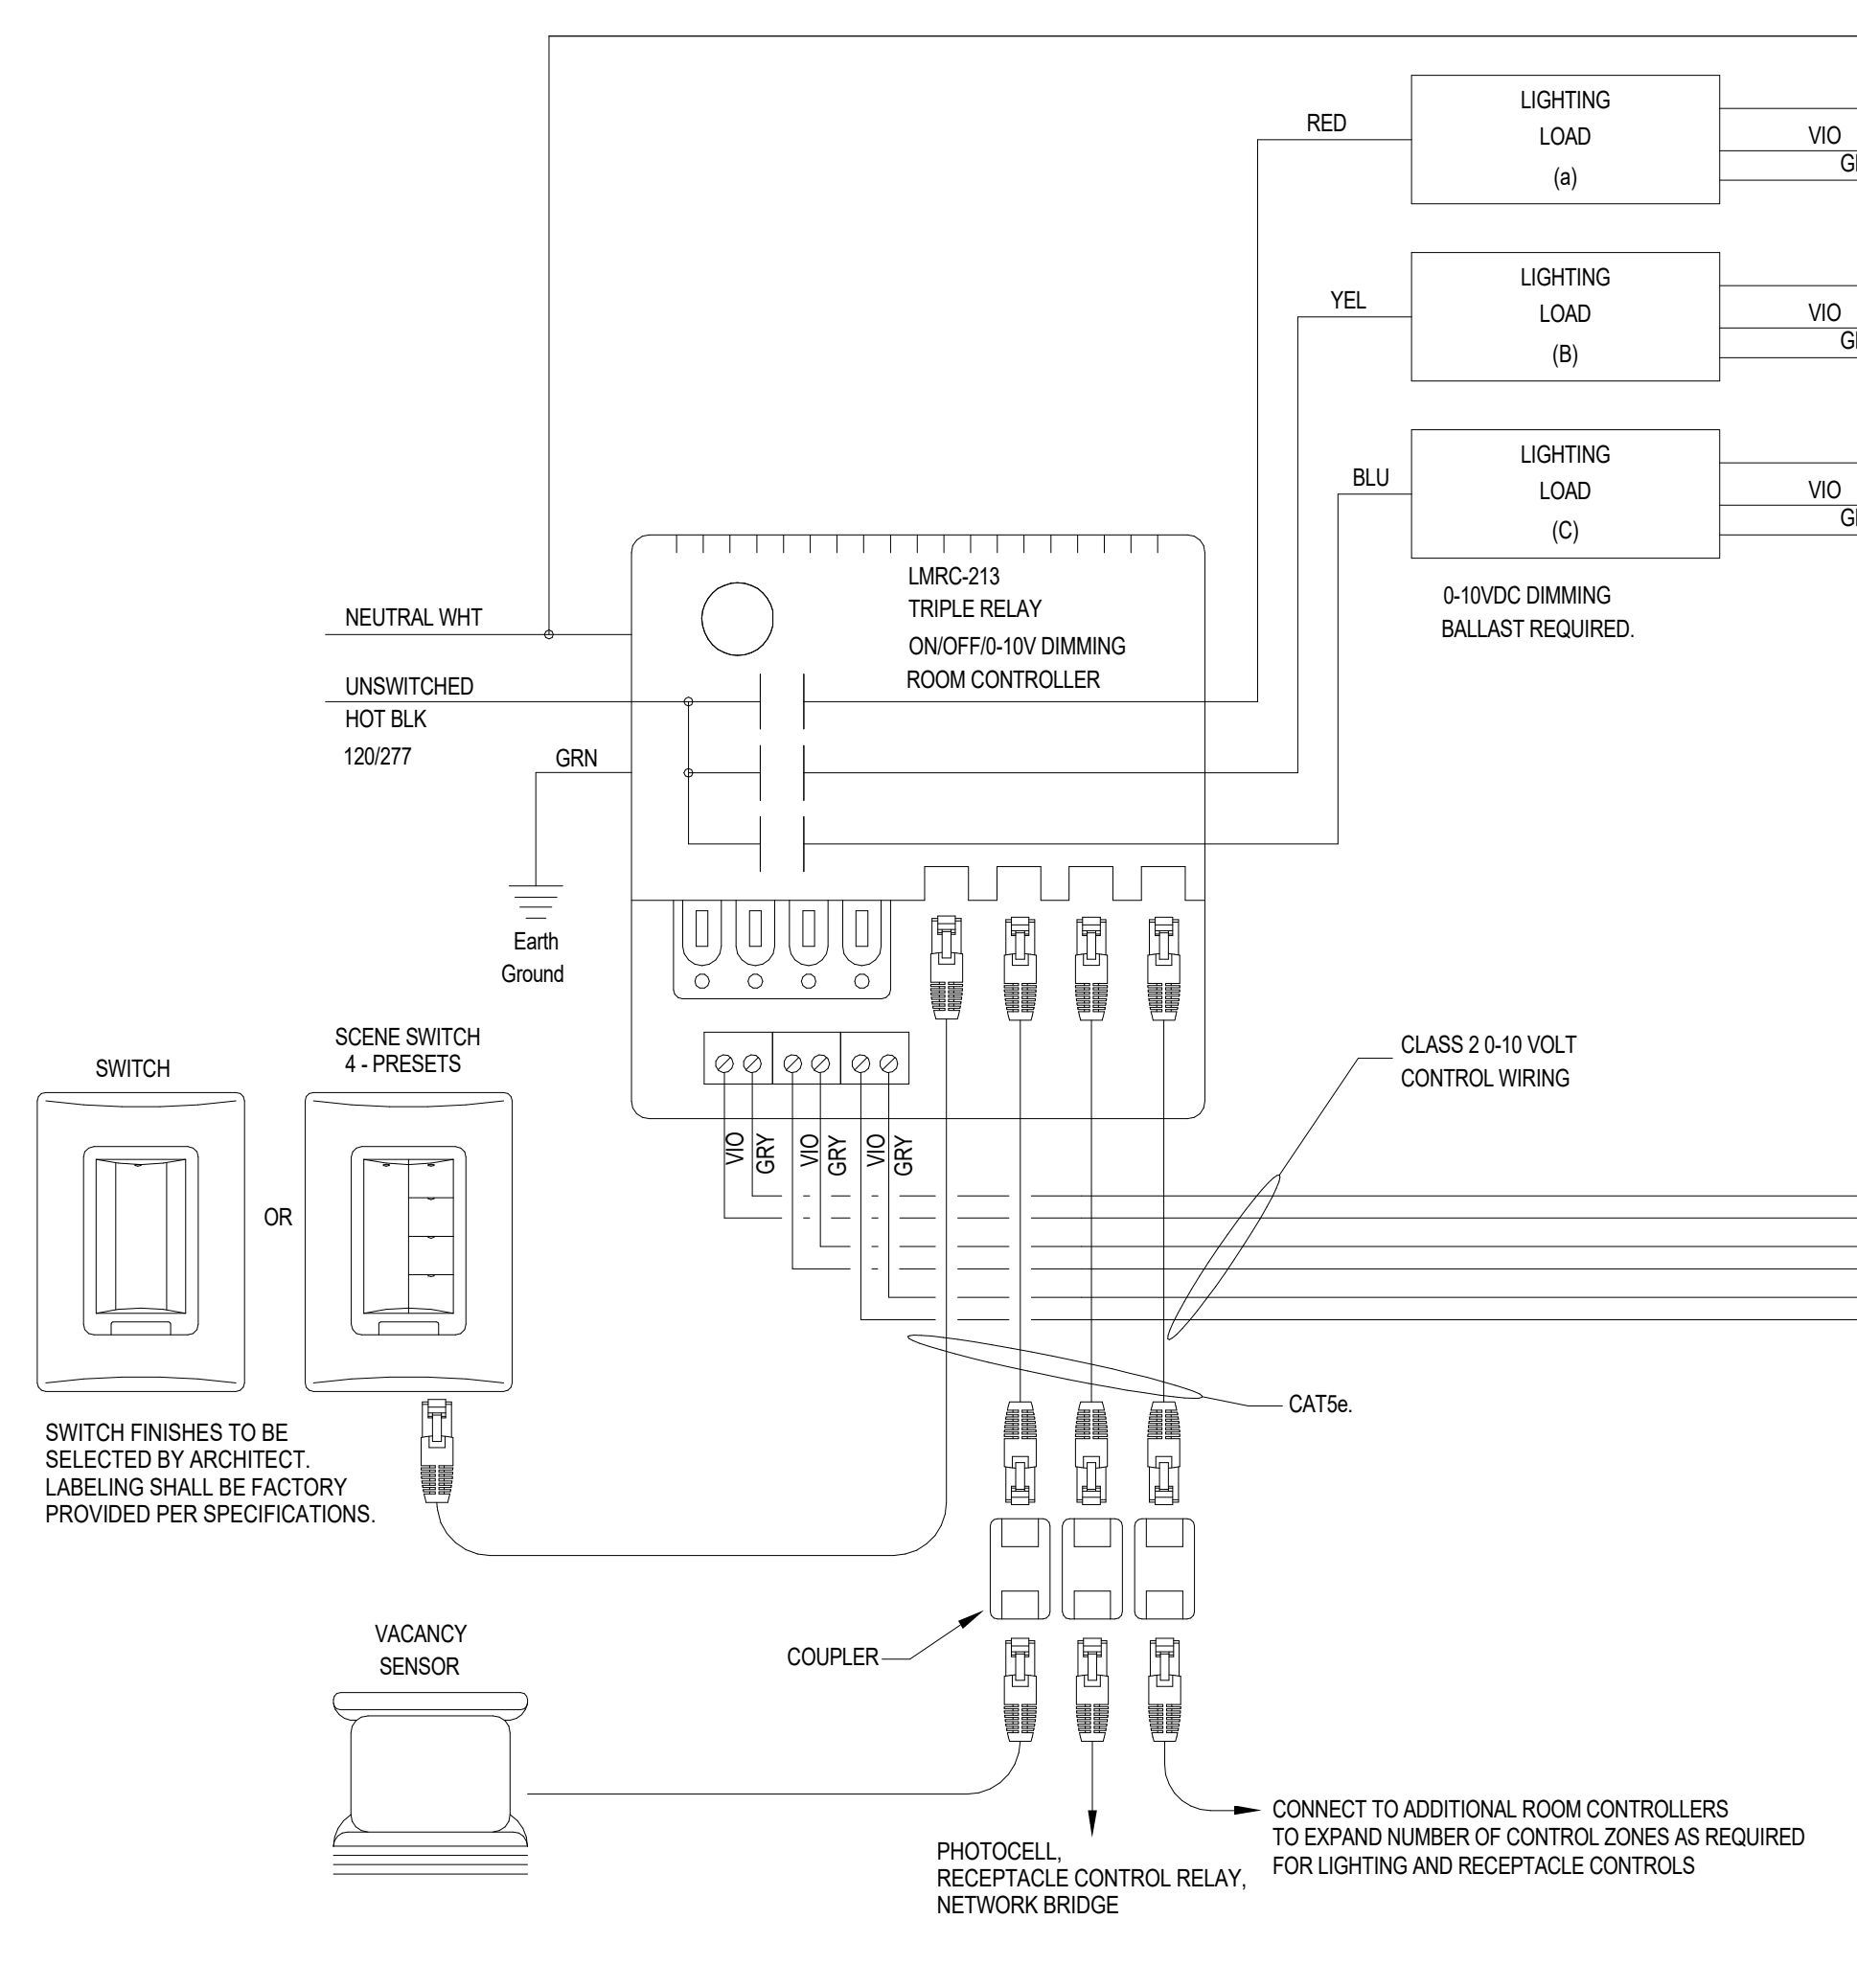 RED
LIGHTING
LOAD
(a)
VIO
YEL
LIGHTING
LOAD
(B)
VIO
BLU
LIGHTING
LOAD
(C)
VIO
0-10VDC DIMMING
BALLAST REQUIRED.
LMRC-213
TRIPLE RELAY
ON/OFF/0-10V DIMMING
ROOM CONTROLLER
NEUTRAL WHT
UNSWITCHED
HOT BLK
120/277
GRN
Earth
Ground
SWITCH
SCENE SWITCH
4 - PRESETS
OR
SWITCH FINISHES TO BE
SELECTED BY ARCHITECT.
LABELING SHALL BE FACTORY
PROVIDED PER SPECIFICATIONS.
VIO
GRY
VIO
GRY
VIO
GRY
CLASS 2 0-10 VOLT
CONTROL WIRING
CAT5e.
COUPLER
VACANCY
SENSOR
PHOTOCELL,
RECEPTACLE CONTROL RELAY,
NETWORK BRIDGE
CONNECT TO ADDITIONAL ROOM CONTROLLERS
TO EXPAND NUMBER OF CONTROL ZONES AS REQUIRED
FOR LIGHTING AND RECEPTACLE CONTROLS